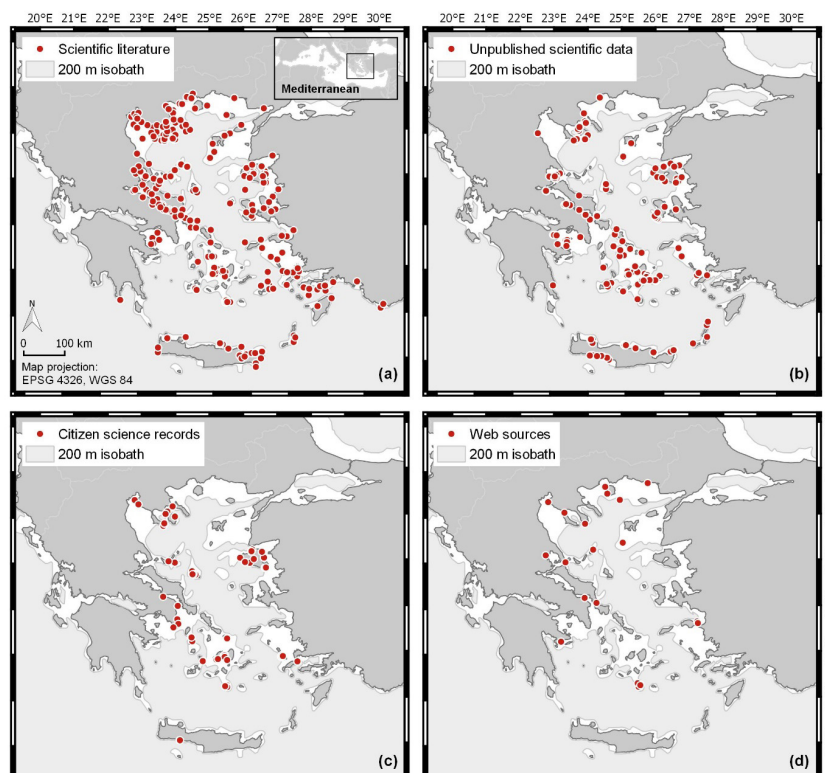 20°E 22°E 23°E 24°E 25°E 26°E 27°E 28°E 29°E 30°E
20°E 22°E 23°E 24°E 25°E 26°E 27°E 28°E 29°E 30°E
Scientific literature
200 m isobath
Mediterranean
N
0 100 km
Map projection:
EPSG 4326, WGS 84
(a)
Unpublished scientific data
200 m isobath
(b)
Citizen science records
200 m isobath
(c)
Web sources
200 m isobath
(d)